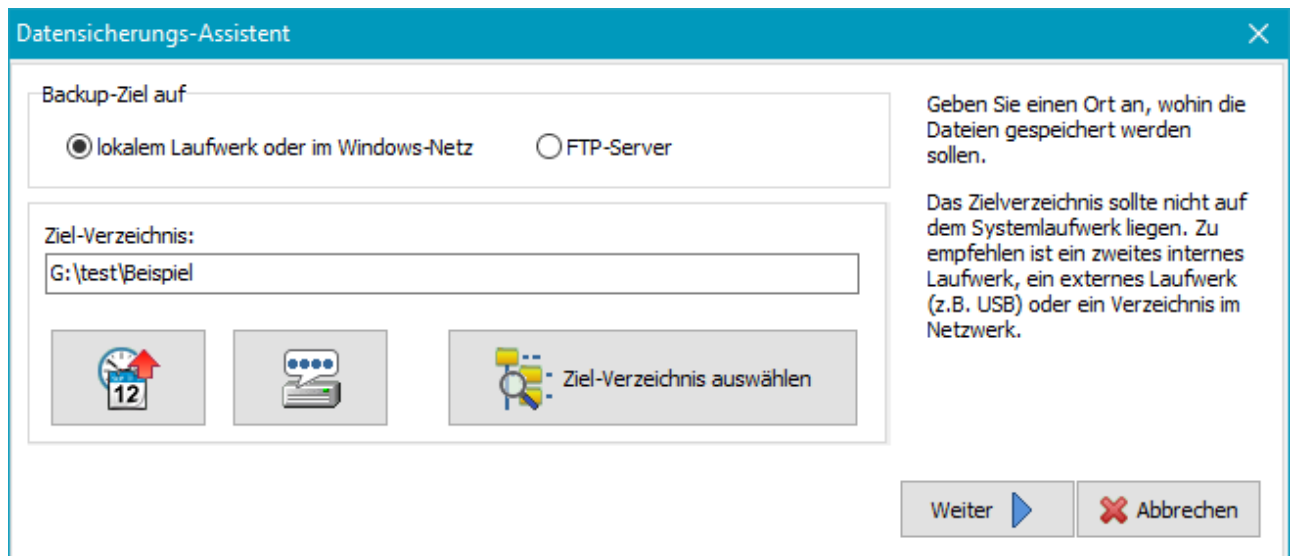 Datensicherungs-Assistent
Backup-Ziel auf
lokalem Laufwerk oder im Windows-Netz
FTP-Server
Ziel-Verzeichnis:
G:\test\Beispiel
12
Ziel-Verzeichnis auswählen
Geben Sie einen Ort an, wohin die
Dateien gespeichert werden
sollen.
Das Zielverzeichnis sollte nicht auf
dem Systemlaufwerk liegen. Zu
empfehlen ist ein zweites internes
Laufwerk, ein externes Laufwerk
(z.B. USB) oder ein Verzeichnis im
Netzwerk.
Weiter
Abbrechen